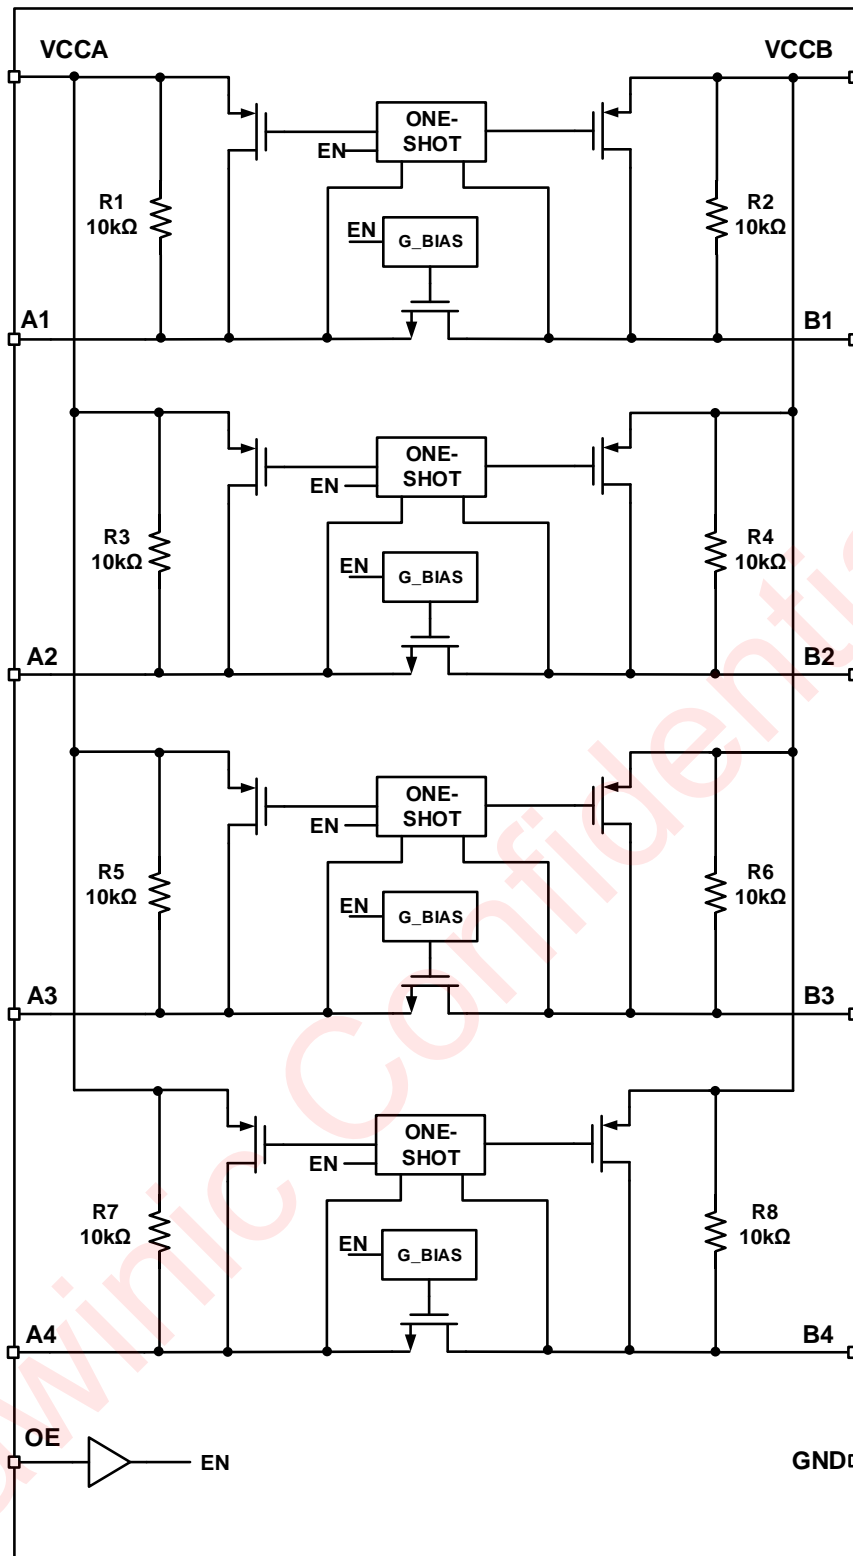 VCCA VCCB
ONE-
SHOT
EN
R1
10kΩ
R2
10kΩ
EN
G_BIAS
A1 B1
ONE-
SHOT
EN
R3
10kΩ
R4
10kΩ
EN
G_BIAS
A2 B2
ONE-
SHOT
EN
R5
10kΩ
R6
10kΩ
EN
G_BIAS
A3 B3
ONE-
SHOT
EN
R7
10kΩ
R8
10kΩ
EN
G_BIAS
A4 B4
OE
EN
GND
Confidential